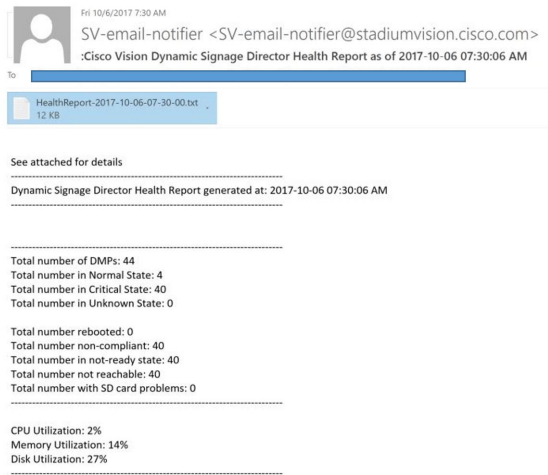 Fri 10/6/2017 7:30 AM
SV-email-notifier <SV-email-notifier@stadiumvision.cisco.com>
:Cisco Vision Dynamic Signage Director Health Report as of 2017-10-06 07:30:06 AM
To
HealthReport-2017-10-06-07-30-00.txt
12 KB
See attached for details
------------------------------------------------------------------------------
Dynamic Signage Director Health Report generated at: 2017-10-06 07:30:06 AM
------------------------------------------------------------------------------
------------------------------------------------------------------------------
Total number of DMPs: 44
Total number in Normal State: 4
Total number in Critical State: 40
Total number in Unknown State: 0
Total number rebooted: 0
Total number non-compliant: 40
Total number in not-ready state: 40
Total number not reachable: 40
Total number with SD card problems: 0
------------------------------------------------------------------------------
CPU Utilization: 2%
Memory Utilization: 14%
Disk Utilization: 27%
------------------------------------------------------------------------------